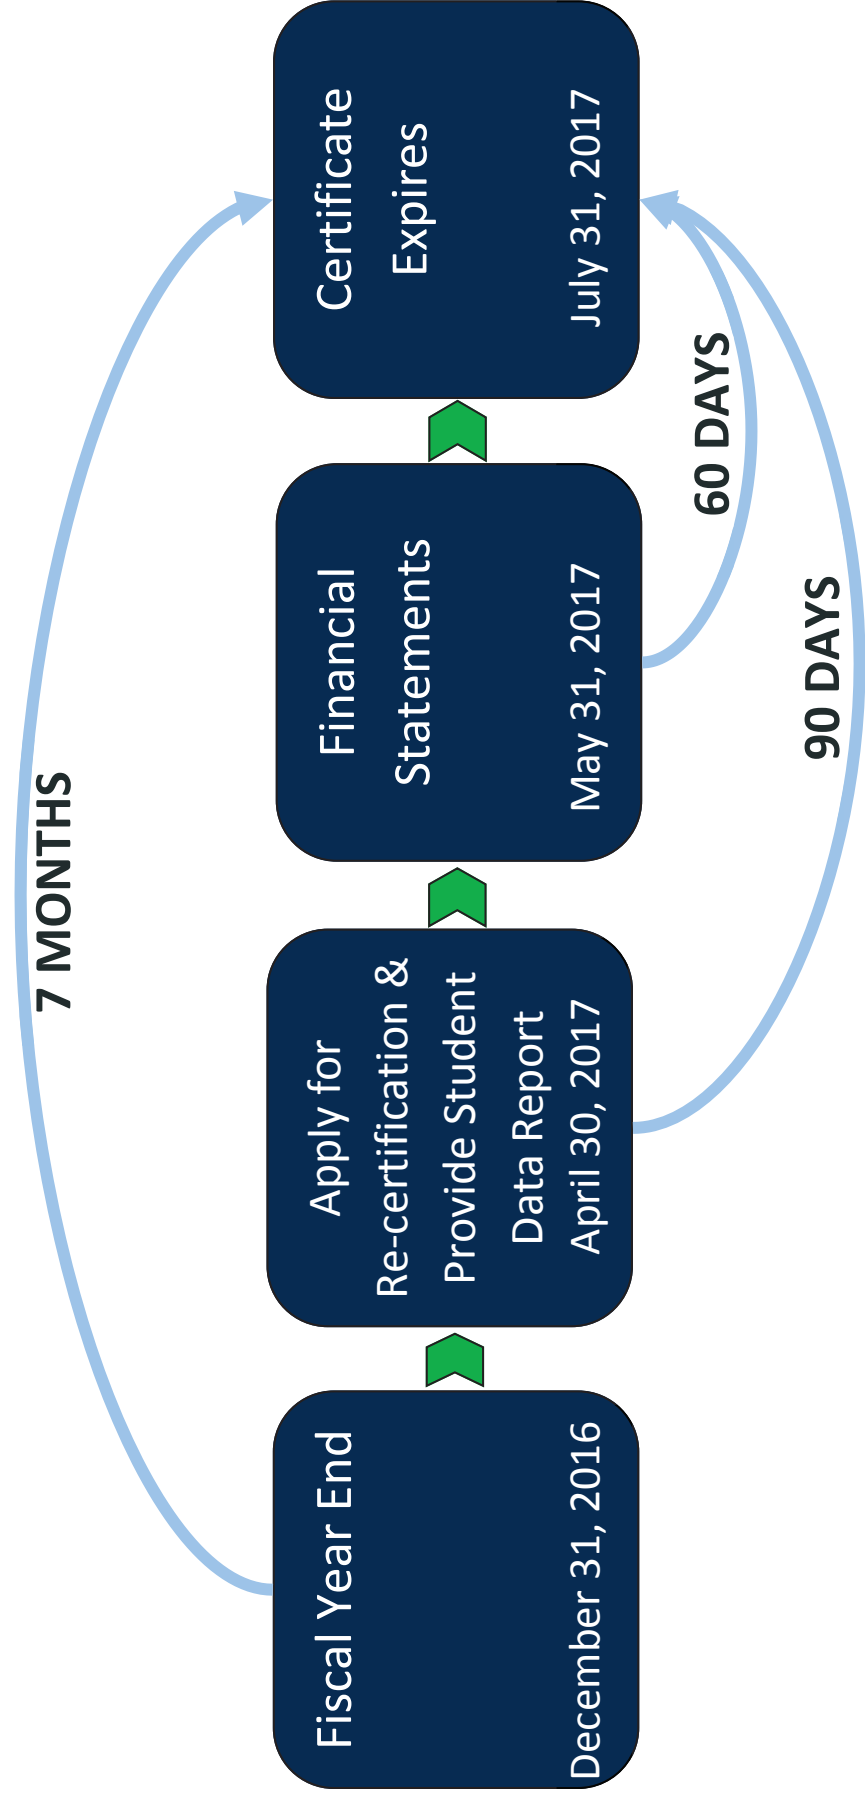 7 MONTHS
Fiscal Year End
December 31, 2016
Apply for
Re-certification &
Provide Student
Data Report
April 30, 2017
Financial
Statements
May 31, 2017
Certificate
Expires
July 31, 2017
60 DAYS
90 DAYS